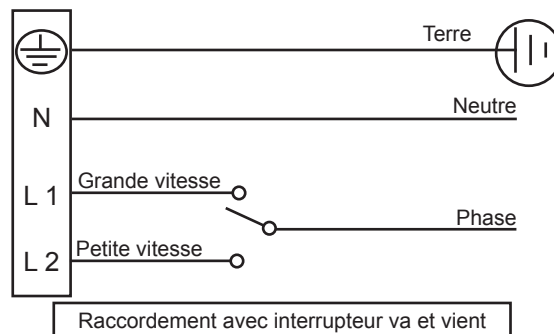 Terre
N
Neutre
L 1
Grande vitesse
Phase
L 2
Petite vitesse
Raccordement avec interrupteur va et vient